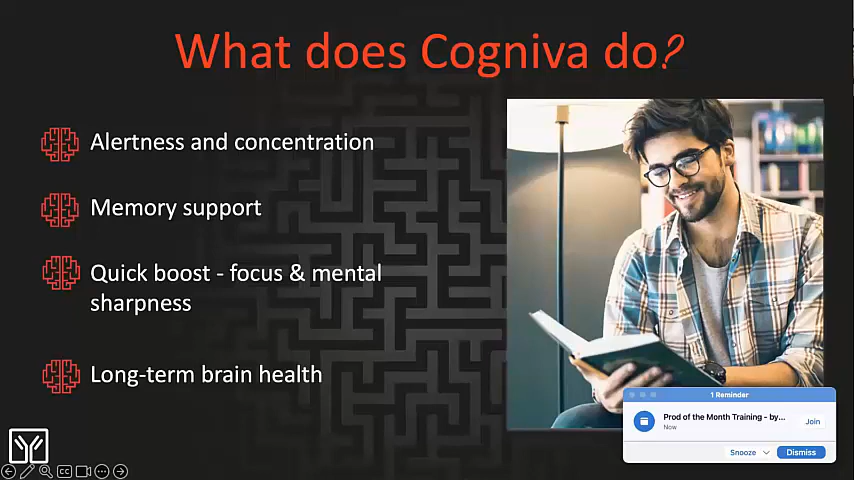 What does Cogniva do?
Alertness and concentration
Memory support
Quick boost - focus & mental
sharpness
Long-term brain health
1 Reminder
Prod of the Month Training - by...
Now
Join
Snooze
Dismiss
CC